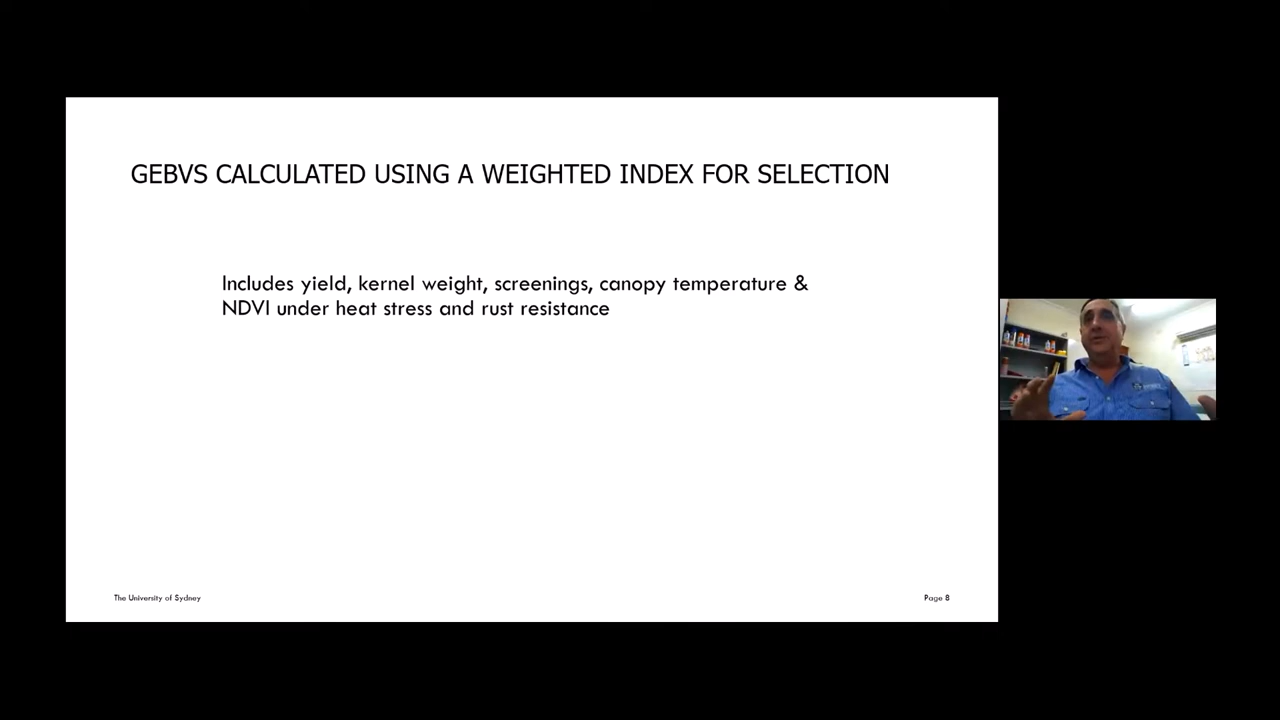 GEBVS CALCULATED USING A WEIGHTED INDEX FOR SELECTION
Includes yield, kernel weight, screenings, canopy temperature &
NDVI under heat stress and rust resistance
The University of Sydney
Page 8